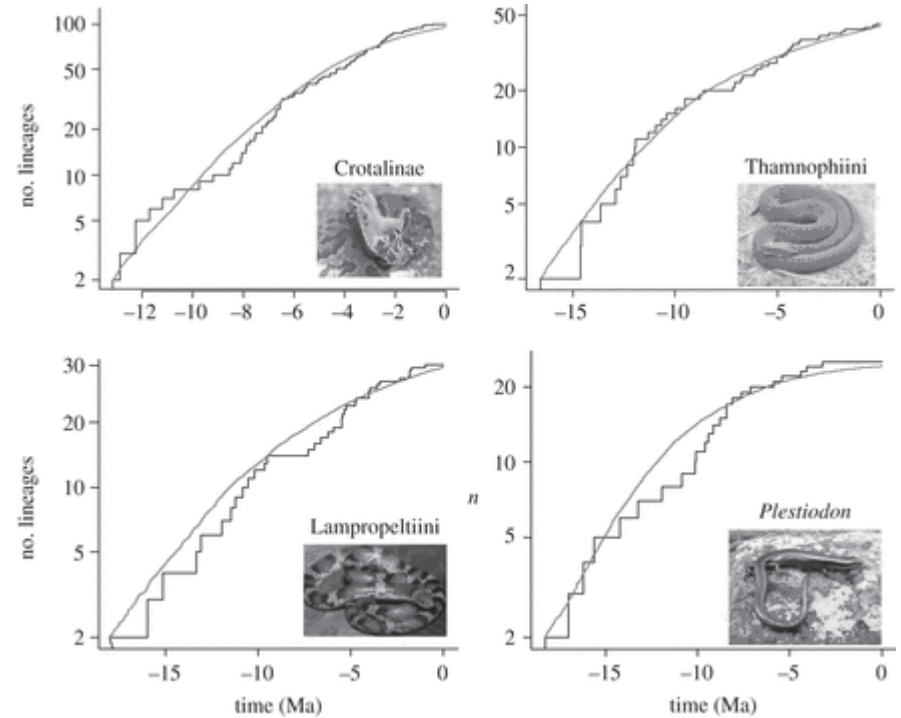 100
50
20
10
5
2
no. lineages
Crotalinae
–12 –10 –8 –6 –4 –2 0
50
20
10
5
2
Thamnophiini
–15 –10 –5 0
30
20
10
5
2
no. lineages
Lampropeltiini
–15 –10 –5 0
time (Ma)
20
10
5
2
n
Plestiodon
–15 –10 –5 0
time (Ma)